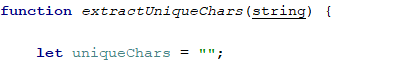 function extractUniqueChars(string) {
let uniqueChars = "";